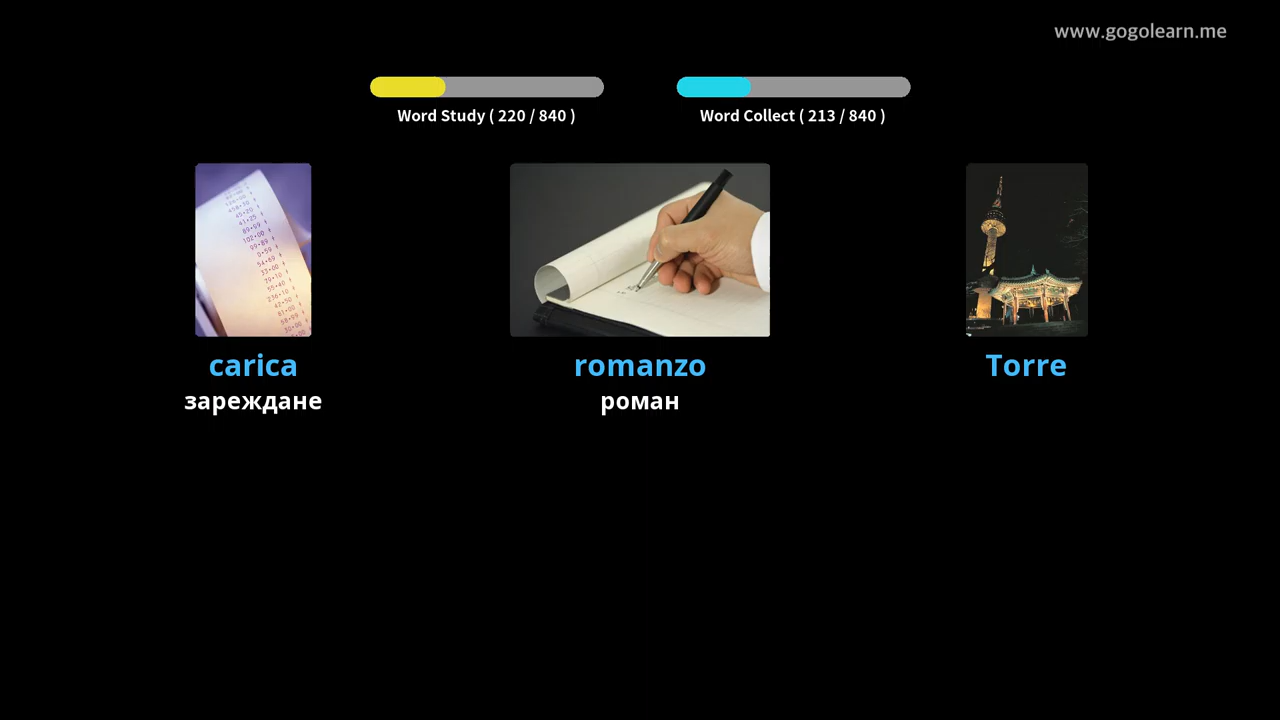 www.gogolearn.me
Word Study ( 220 / 840 )
Word Collect ( 213 / 840 )
carica
romanzo
Torre
зареждане
роман